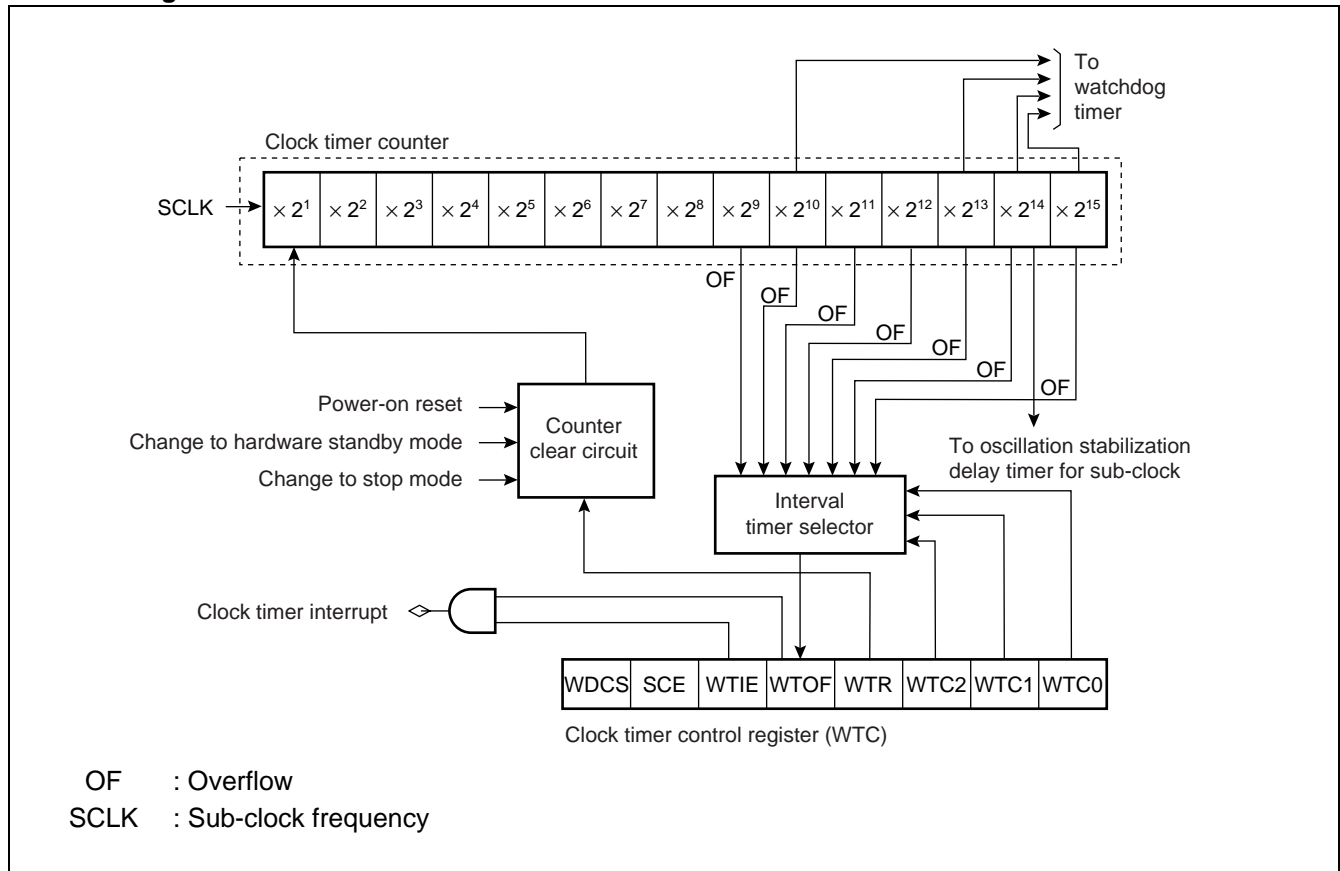 To
watchdog
timer
Clock timer counter
SCLK
× 2¹ × 2² × 2³ × 2⁴ × 2⁵ × 2⁶ × 2⁷ × 2⁸ × 2⁹ × 2¹⁰ × 2¹¹ × 2¹² × 2¹³ × 2¹⁴ × 2¹⁵
OF
OF
OF
OF
OF
OF
OF
Power-on reset
Change to hardware standby mode
Change to stop mode
Counter
clear circuit
To oscillation stabilization
delay timer for sub-clock
Interval
timer selector
Clock timer interrupt
WDCS SCE WTIE WTOF WTR WTC2 WTC1 WTC0
Clock timer control register (WTC)
OF : Overflow
SCLK : Sub-clock frequency